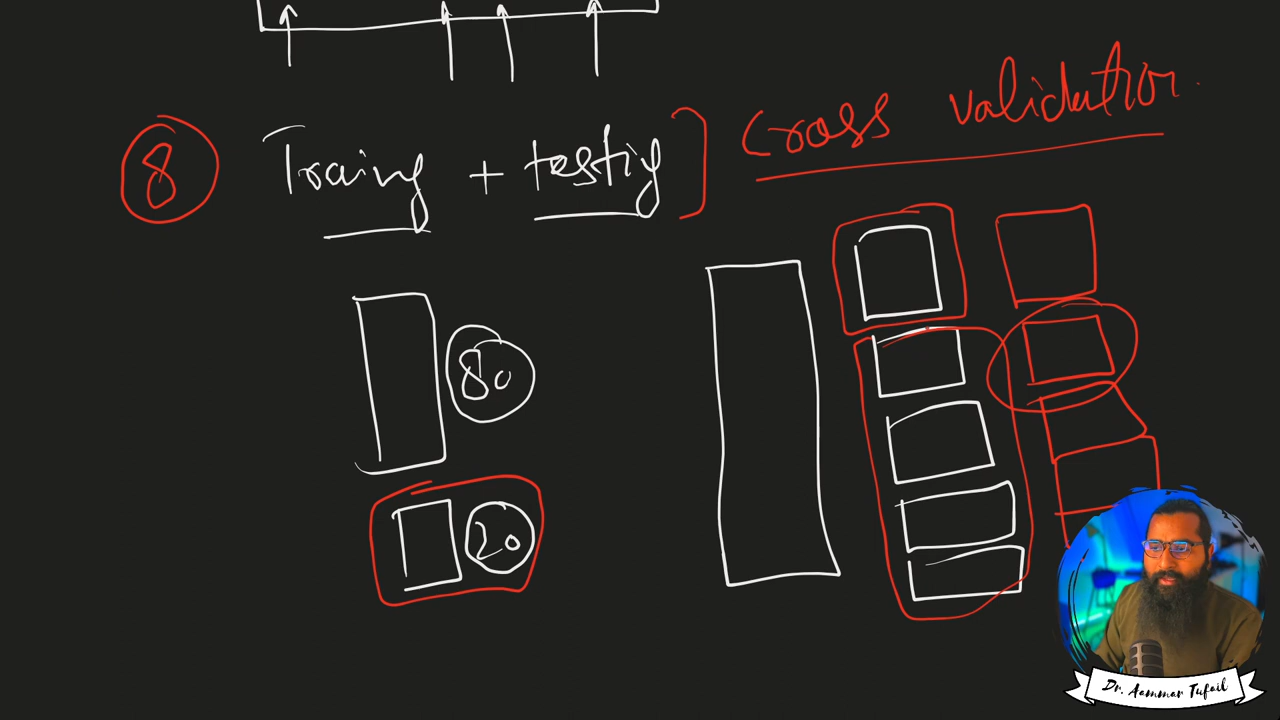 Cross validation.
8 Traing + testig ]
80
20
Dr. Aammar Tufail